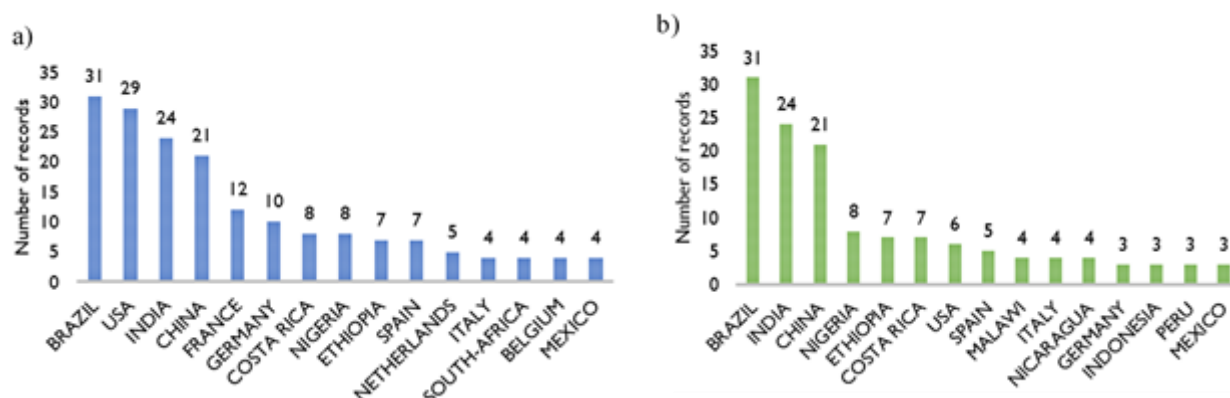 a)
Number of records
35
30
25
20
15
10
5
0
31
29
24
21
12
10
8
8
7
7
5
4
4
4
4
BRAZIL
USA
INDIA
CHINA
FRANCE
GERMANY
COSTA RICA
NIGERIA
ETHIOPIA
SPAIN
NETHERLANDS
ITALY
SOUTH-AFRICA
BELGIUM
MEXICO
b)
Number of records
35
30
25
20
15
10
5
0
31
24
21
8
7
7
6
5
4
4
4
3
3
3
3
BRAZIL
INDIA
CHINA
NIGERIA
ETHIOPIA
COSTA RICA
USA
SPAIN
MALAWI
ITALY
NICARAGUA
GERMANY
INDONESIA
PERU
MEXICO